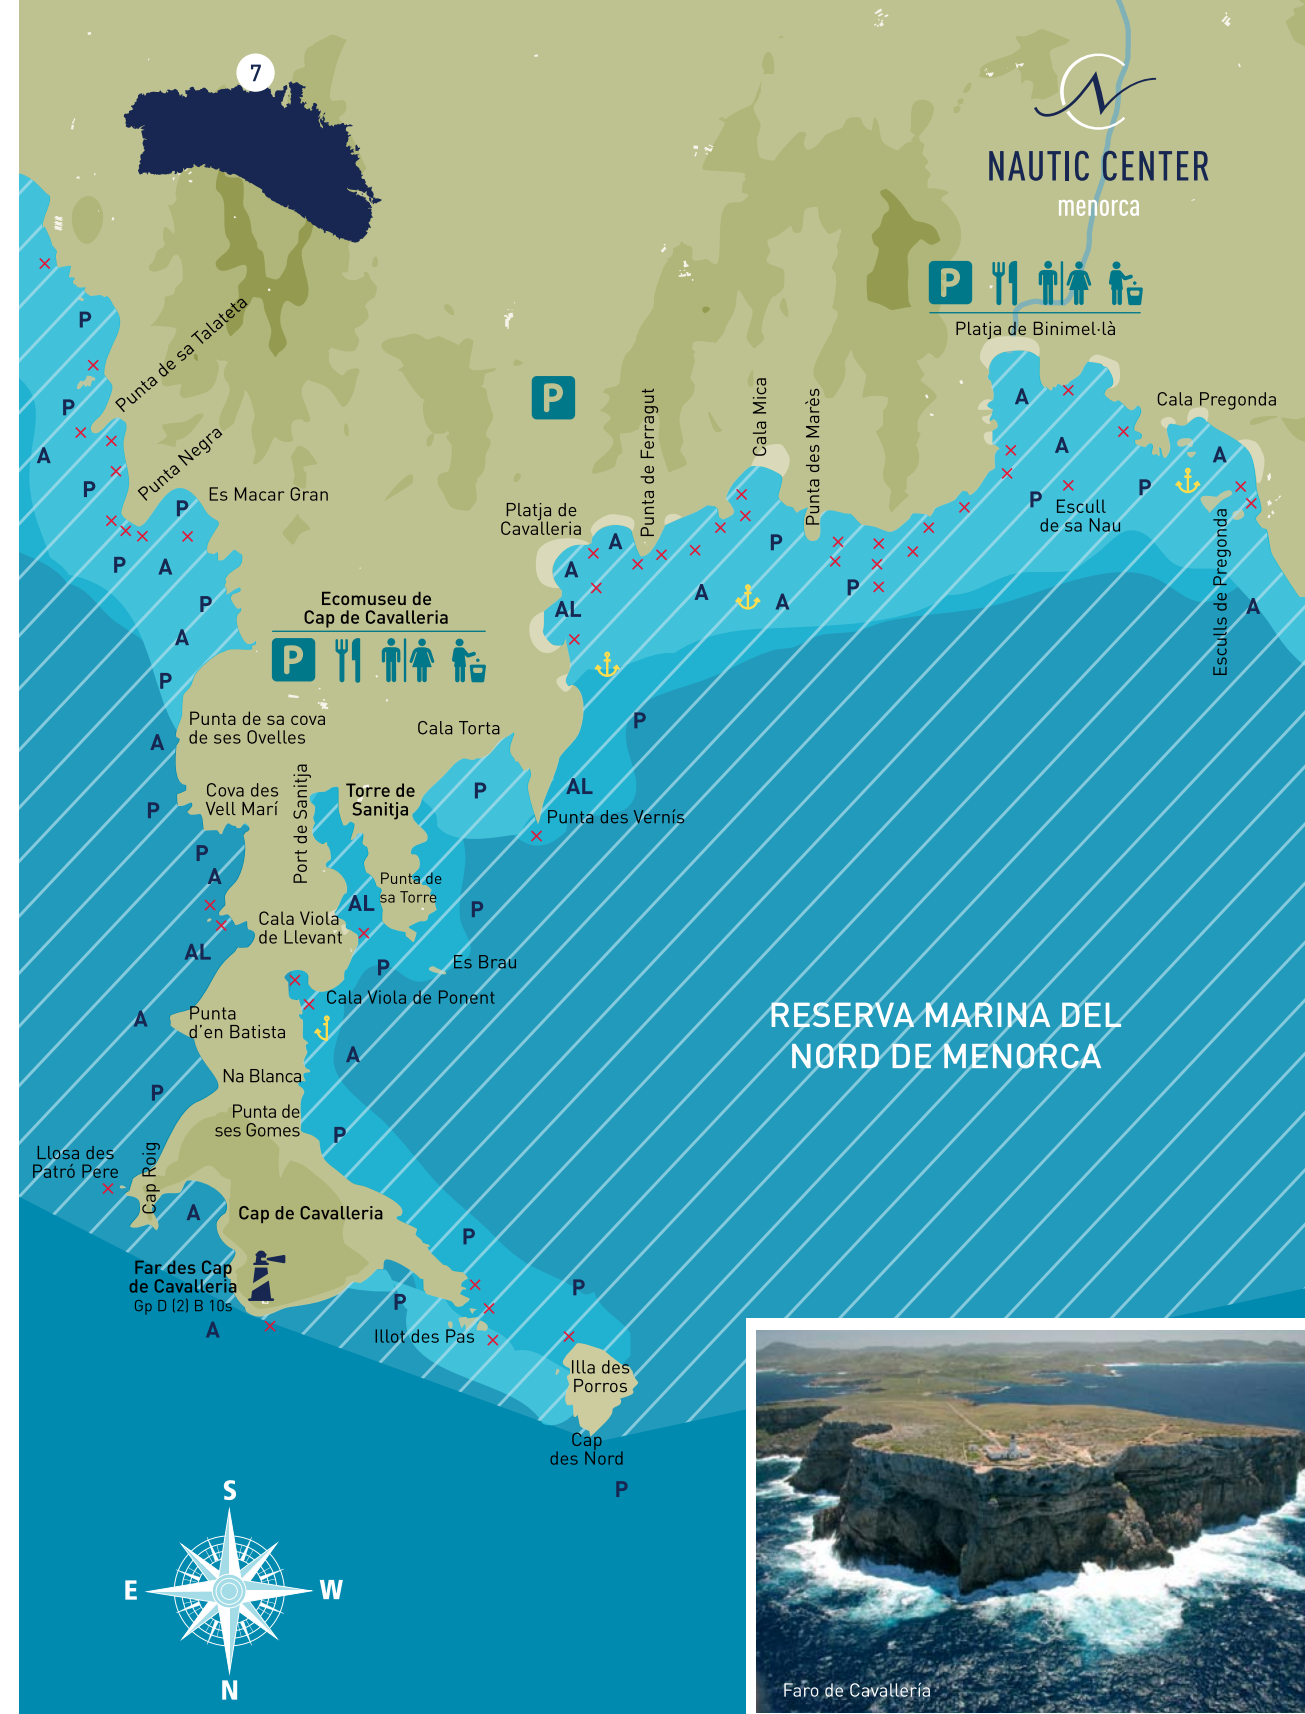 7
NAUTIC CENTER
menorca
P
Platja de Binimel·là
P
Punta de sa Talateta
P
A
P
Punta Negra
P
Es Macar Gran
P
A
P
A
P
A
P
P
Platja de
Cavalleria
Punta de Ferragut
Cala Mica
Punta des Marès
A
A
AL
A
P
A
P
A
A
P
Escull
de sa Nau
P
Cala Pregonda
A
Esculls de Pregonda
A
Ecomuseu de
Cap de Cavalleria
P
Punta de sa cova
de ses Ovelles
Cala Torta
P
AL
P
Punta des Vernís
Cova des
Vell Marí
Port de Sanitja
Torre de
Sanitja
P
A
Punta de
sa Torre
AL
P
Cala Viola
de Llevant
AL
P
Es Brau
Cala Viola de Ponent
Punta
d'en Batista
A
A
Na Blanca
P
Punta de
ses Gomes
P
RESERVA MARINA DEL
NORD DE MENORCA
Llosa des
Patró Pere
Cap Roig
A
Cap de Cavalleria
P
Far des Cap
de Cavalleria
Gp D (2) B 10s
A
P
P
Illot des Pas
Illa des
Porros
Cap
des Nord
P
S
E
W
N
Faro de Cavallería